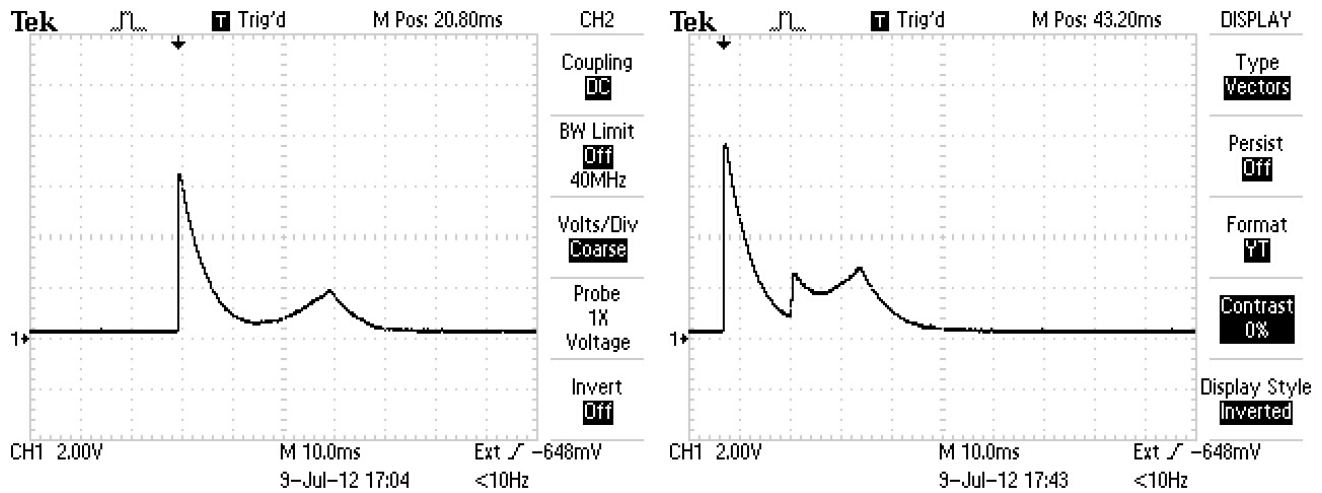 Tek T Trig'd M Pos: 20.80ms CH2
Coupling
DC
BW Limit
Off
40MHz
Volts/Div
Coarse
Probe
1X
Voltage
Invert
Off
1
CH1 2.00V M 10.0ms Ext -648mV
9-Jul-12 17:04 <10Hz
Tek T Trig'd M Pos: 43.20ms DISPLAY
Type
Vectors
Persist
Off
Format
YT
Contrast
0%
Display Style
Inverted
1
CH1 2.00V M 10.0ms Ext -648mV
9-Jul-12 17:43 <10Hz